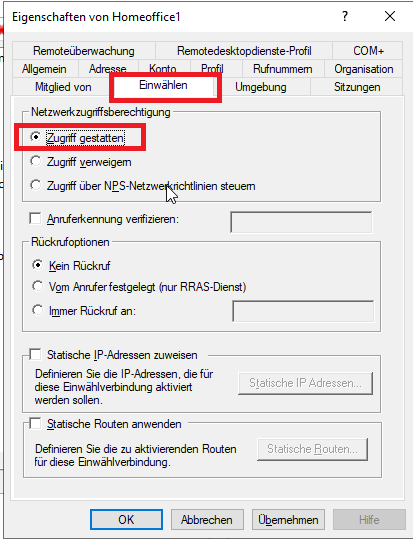 Eigenschaften von Homeoffice1
Remoteüberwachung Remotedesktopdienste-Profil COM+
Allgemein Adresse Konto Profil Rufnummern Organisation
Mitglied von Einwählen Umgebung Sitzungen
Netzwerkzugriffsberechtigung
Zugriff gestatten
Zugriff verweigern
Zugriff über NPS-Netzwerkrichtlinien steuern
Anruferkennung verifizieren:
Rückrufoptionen
Kein Rückruf
Vom Anrufer festgelegt (nur RRAS-Dienst)
Immer Rückruf an:
Statische IP-Adressen zuweisen
Definieren Sie die IP-Adressen, die für
diese Einwählverbindung aktiviert
werden sollen.
Statische IP Adressen...
Statische Routen anwenden
Definieren Sie die zu aktivierenden Routen
für diese Einwählverbindung.
Statische Routen...
OK Abbrechen Übernehmen Hilfe